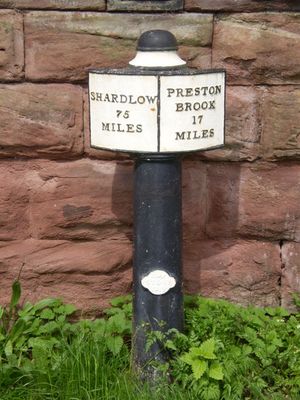 SHARDLOW
75
MILES
PRESTON
BROOK
17
MILES